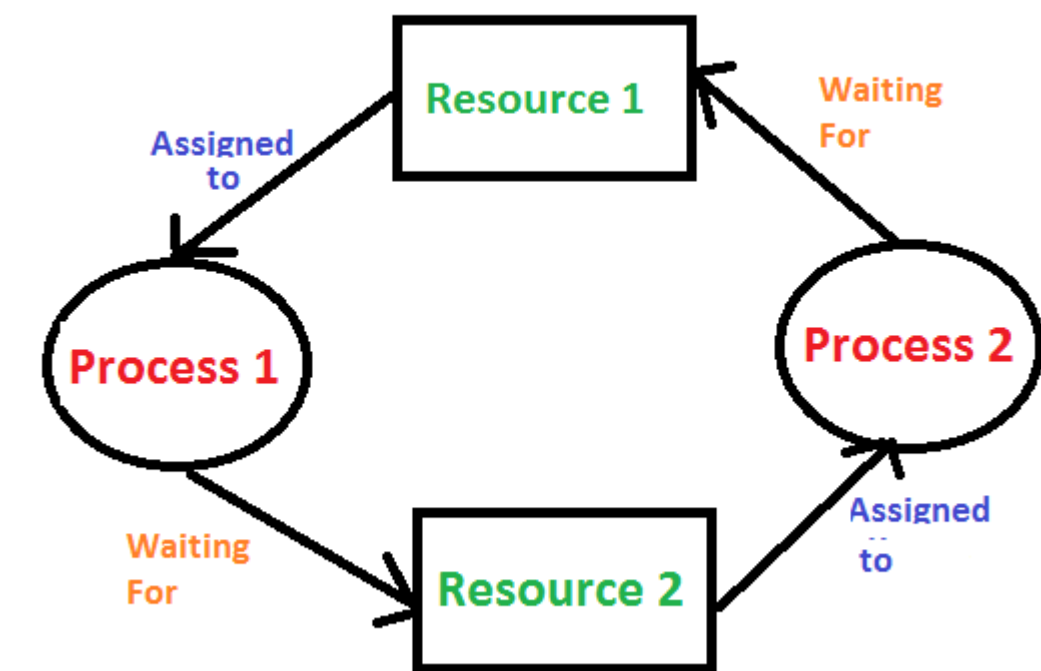 Resource 1
Waiting
For
Assigned
to
Process 1
Process 2
Assigned
to
Waiting
For
Resource 2